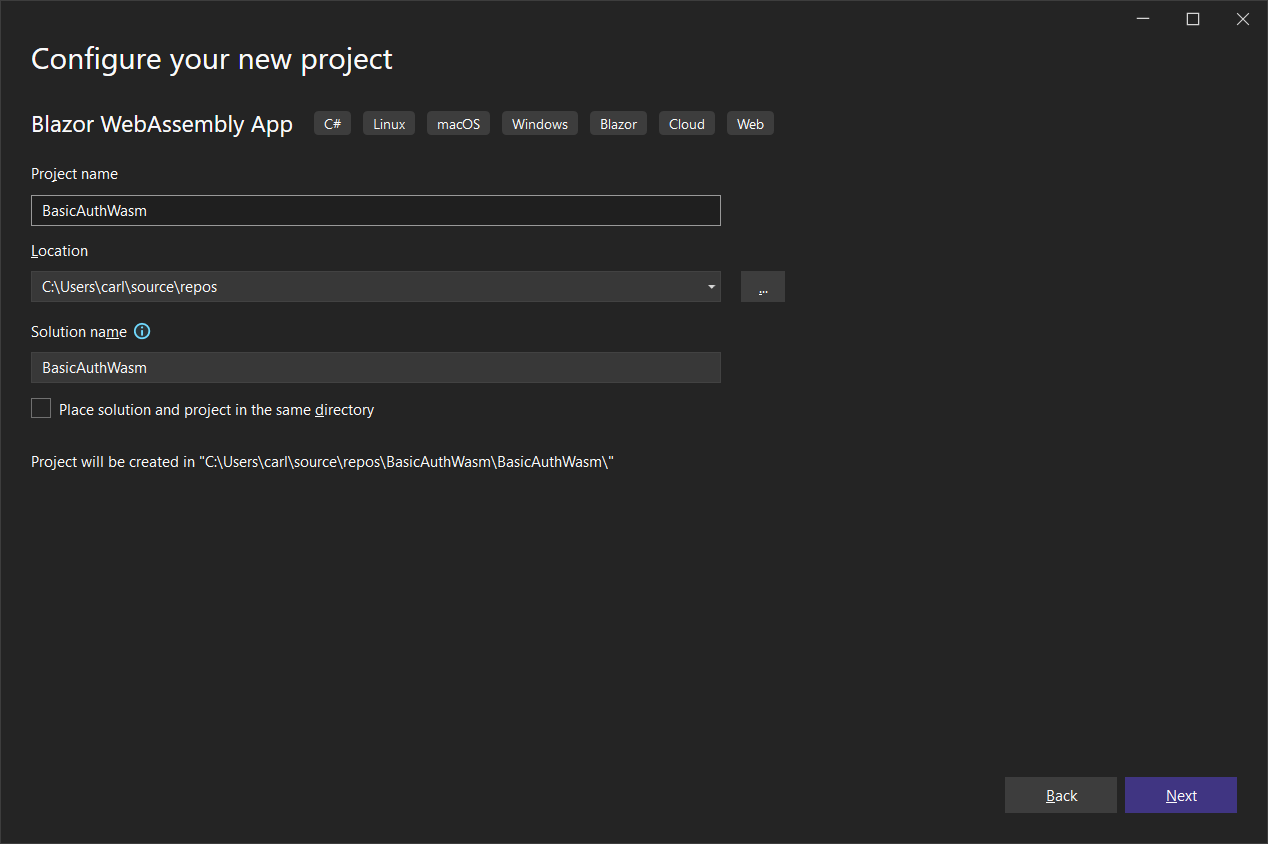 Configure your new project
Blazor WebAssembly App C# Linux macOS Windows Blazor Cloud Web
Project name
BasicAuthWasm
Location
C:\Users\carl\source\repos
...
Solution name
BasicAuthWasm
Place solution and project in the same directory
Project will be created in "C:\Users\carl\source\repos\BasicAuthWasm\BasicAuthWasm\"
Back Next